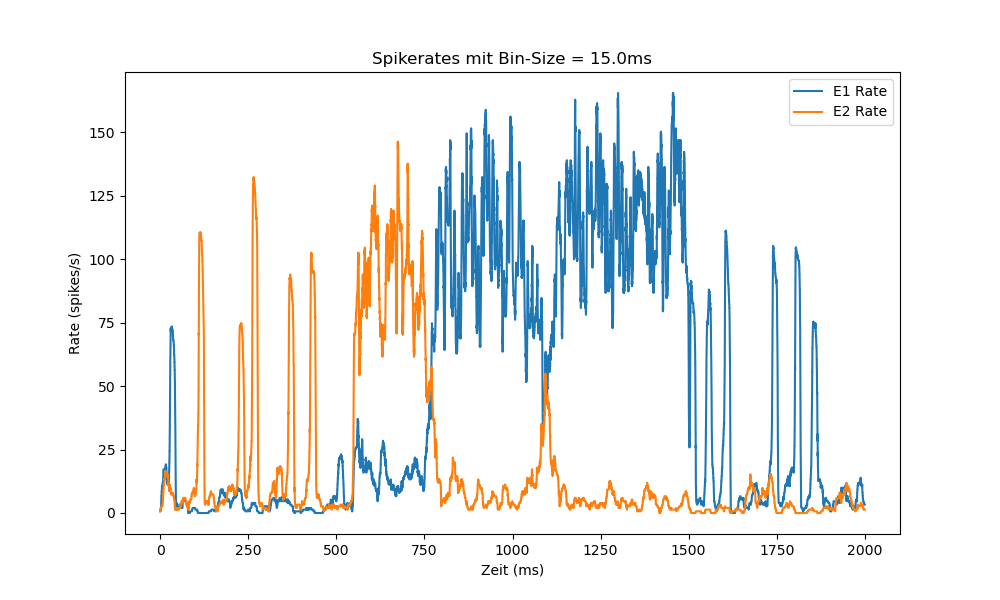 Spikerates mit Bin-Size = 15.0ms
E1 Rate
E2 Rate
150
125
100
75
50
25
0
Rate (spikes/s)
0 250 500 750 1000 1250 1500 1750 2000
Zeit (ms)